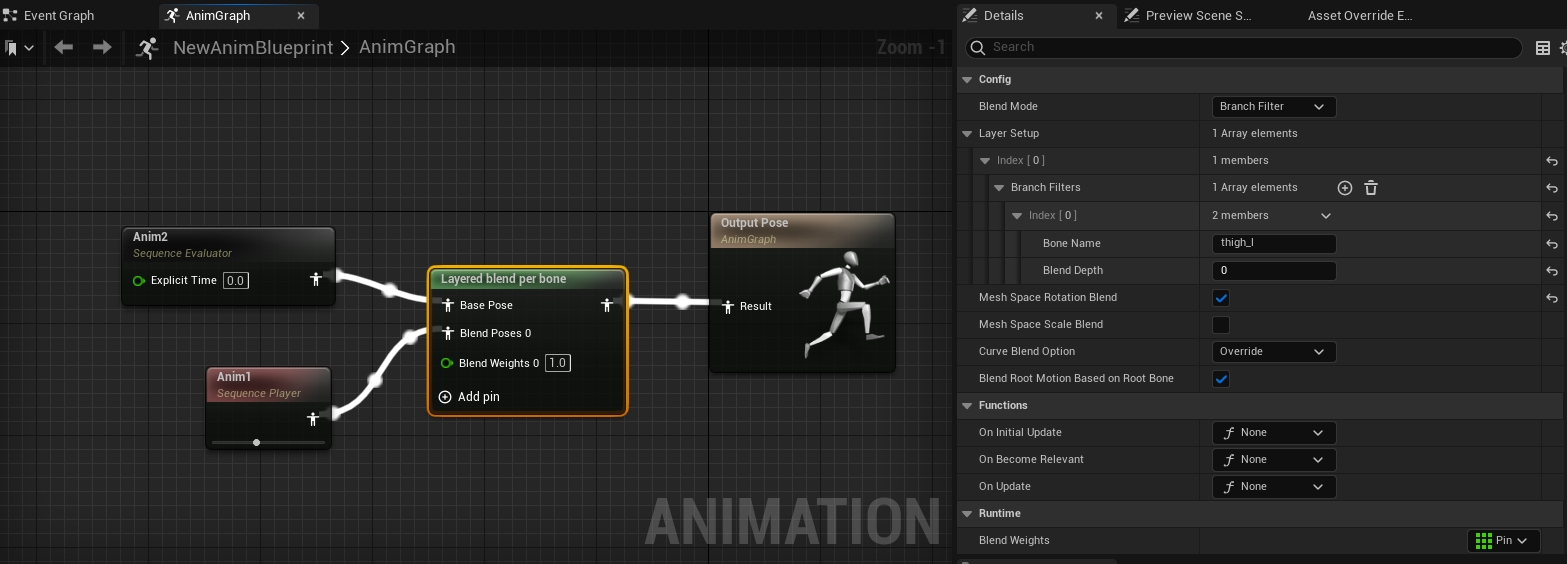 Event Graph
AnimGraph
NewAnimBlueprint > AnimGraph
Zoom -1
Anim2
Sequence Evaluator
Explicit Time 0.0
Anim1
Sequence Player
Layered blend per bone
Base Pose
Blend Poses 0
Blend Weights 0 1.0
Add pin
Output Pose
AnimGraph
Result
ANIMATION
Details
Preview Scene S...
Asset Override E...
Search
Config
Blend Mode Branch Filter
Layer Setup 1 Array elements
Index [ 0 ] 1 members
Branch Filters 1 Array elements
Index [ 0 ] 2 members
Bone Name thigh_l
Blend Depth 0
Mesh Space Rotation Blend
Mesh Space Scale Blend
Curve Blend Option Override
Blend Root Motion Based on Root Bone
Functions
On Initial Update None
On Become Relevant None
On Update None
Runtime
Blend Weights Pin